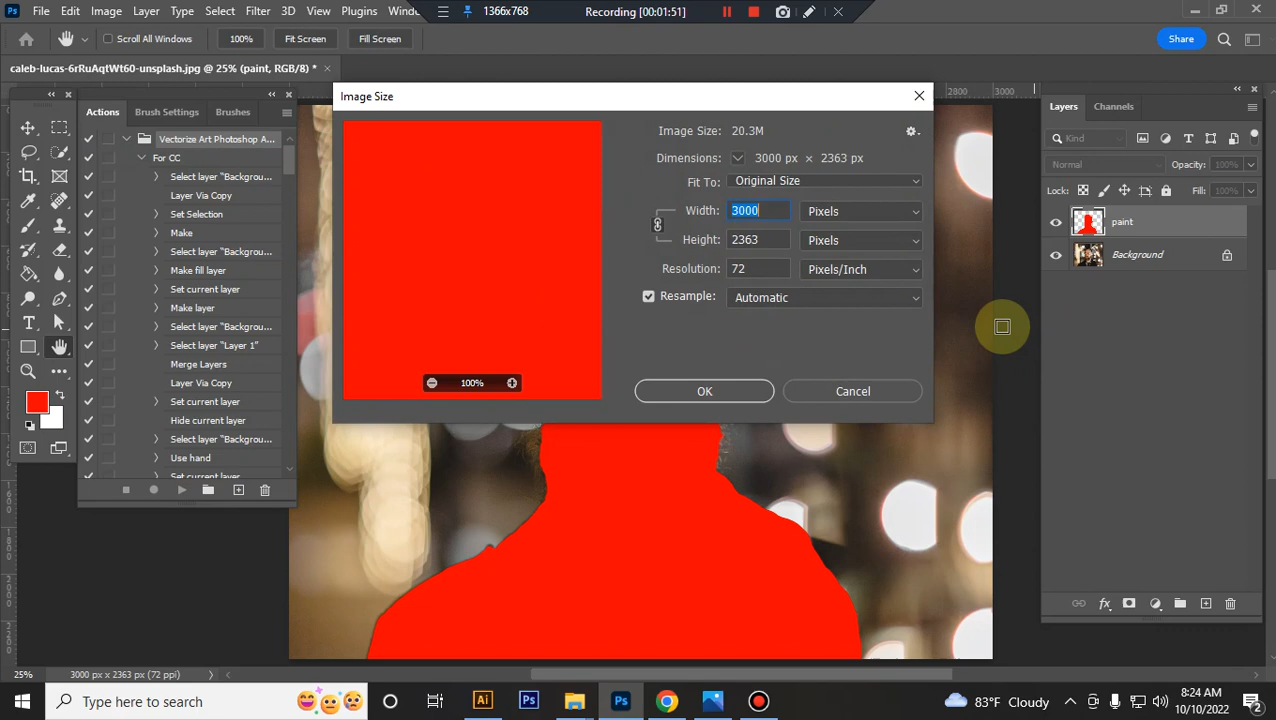 Ps File Edit Image Layer Type Select Filter 3D View Plugins
1366x768 Recording [00:01:51]
Scroll All Windows 100% Fit Screen Fill Screen Share
caleb-lucas-6rRuAqtWt60-unsplash.jpg @ 25% (paint, RGB/8) * ×
2800 3000
Actions Brush Settings Brushes
Vectorize Art Photoshop A...
For CC
Select layer "Backgrou...
Layer Via Copy
Set Selection
Make
Select layer "Backgrou...
Make fill layer
Set current layer
Make layer
Select layer "Backgrou...
Select layer "Layer 1"
Merge Layers
Layer Via Copy
Set current layer
Hide current layer
Select layer "Backgrou...
Use hand
Set current layer
Image Size
Image Size: 20.3M
Dimensions: 3000 px × 2363 px
Fit To: Original Size
Width: 3000 Pixels
Height: 2363 Pixels
Resolution: 72 Pixels/Inch
Resample: Automatic
100%
OK Cancel
Layers Channels
Kind
Normal Opacity: 100%
Lock: Fill: 100%
paint
Background
fx
25% 3000 px x 2363 px (72 ppi)
Type here to search
Ai Ps Ps
83°F Cloudy
8:24 AM
10/10/2022
2